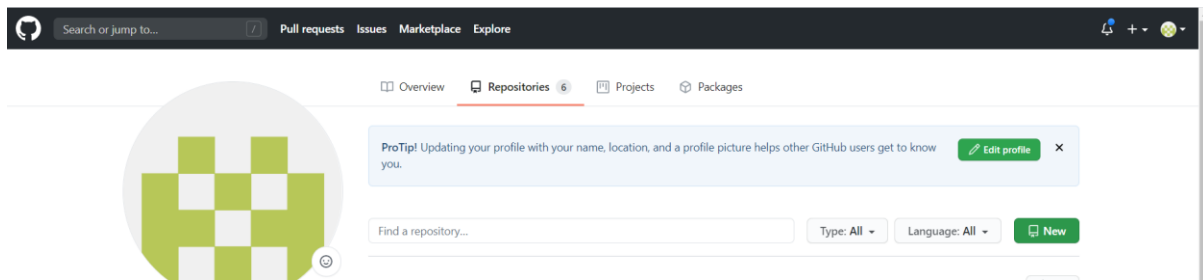 Search or jump to... /
Pull requests Issues Marketplace Explore
Overview Repositories 6 Projects Packages
ProTip! Updating your profile with your name, location, and a profile picture helps other GitHub users get to know
you.
Edit profile
Find a repository...
Type: All
Language: All
New